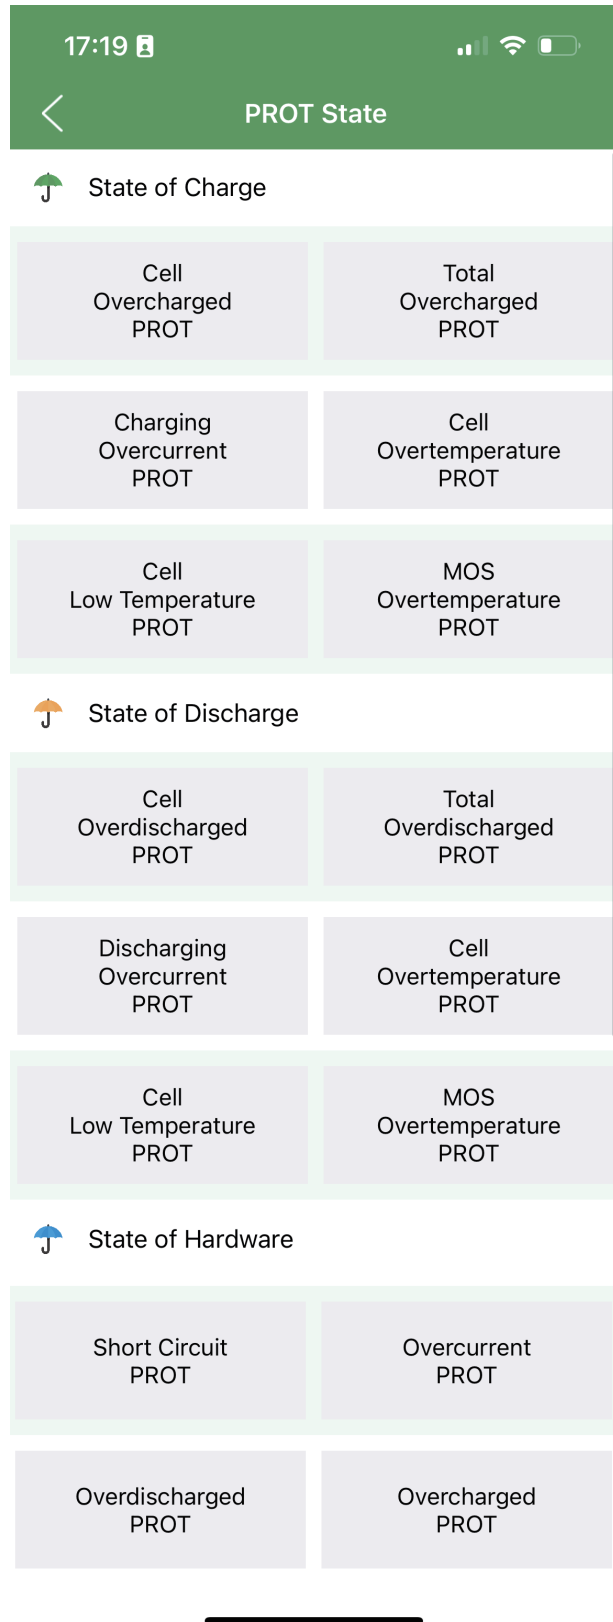 17:19
PROT State
State of Charge
Cell
Overcharged
PROT
Total
Overcharged
PROT
Charging
Overcurrent
PROT
Cell
Overtemperature
PROT
Cell
Low Temperature
PROT
MOS
Overtemperature
PROT
State of Discharge
Cell
Overdischarged
PROT
Total
Overdischarged
PROT
Discharging
Overcurrent
PROT
Cell
Overtemperature
PROT
Cell
Low Temperature
PROT
MOS
Overtemperature
PROT
State of Hardware
Short Circuit
PROT
Overcurrent
PROT
Overdischarged
PROT
Overcharged
PROT